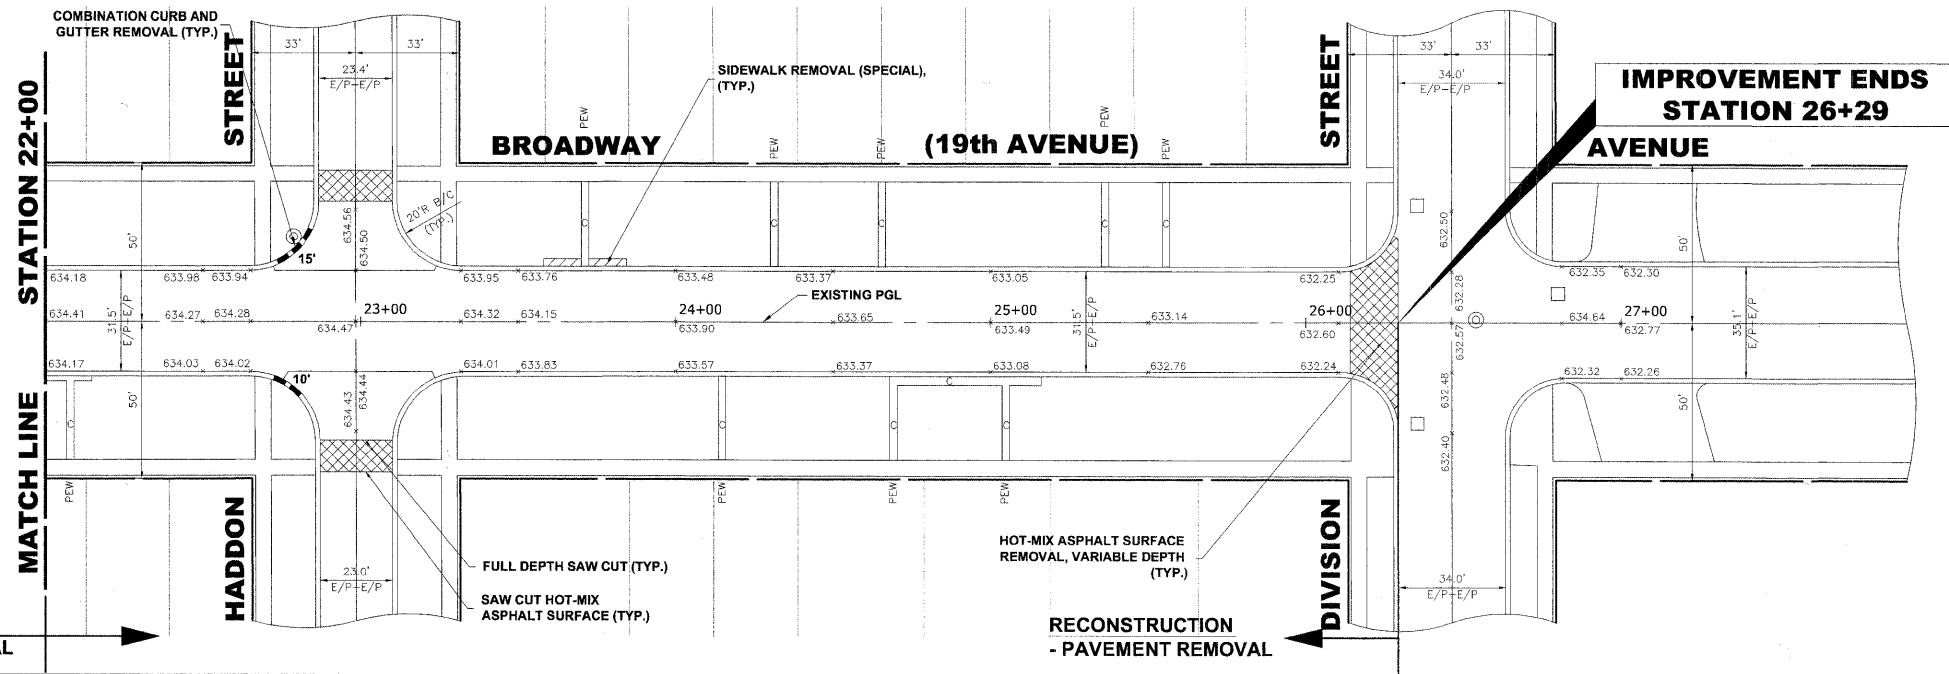 COMBINATION CURB AND
GUTTER REMOVAL (TYP.)
STREET
33'
33'
23.4'
E/P-E/P
SIDEWALK REMOVAL (SPECIAL),
(TYP.)
PEW
PEW
PEW
PEW
PEW
BROADWAY
(19th AVENUE)
STREET
33'
33'
34.0'
E/P-E/P
IMPROVEMENT ENDS
STATION 26+29
AVENUE
STATION 22+00
MATCH LINE
50'
50'
31.5'
E/P-E/P
20'R B/C
(TYP.)
634.56
634.50
15'
634.18
633.98
633.94
633.95
633.76
633.48
633.37
633.05
632.25
632.50
632.28
632.35
632.30
50'
EXISTING PGL
634.41
634.27
634.28
634.47
23+00
634.32
634.15
24+00
633.90
633.65
25+00
633.49
31.5'
E/P-E/P
633.14
26+00
632.60
632.57
634.64
27+00
632.77
35.1'
E/P-E/P
634.17
634.03
634.02
10'
634.43
634.44
634.01
633.83
633.57
633.37
633.08
632.76
632.24
632.48
632.40
632.32
632.26
50'
C
C
C
C
C
C
C
C
C
C
PEW
PEW
PEW
PEW
HADDON
23.0'
E/P-E/P
FULL DEPTH SAW CUT (TYP.)
SAW CUT HOT-MIX
ASPHALT SURFACE (TYP.)
HOT-MIX ASPHALT SURFACE
REMOVAL, VARIABLE DEPTH
(TYP.)
DIVISION
34.0'
E/P-E/P
RECONSTRUCTION
- PAVEMENT REMOVAL